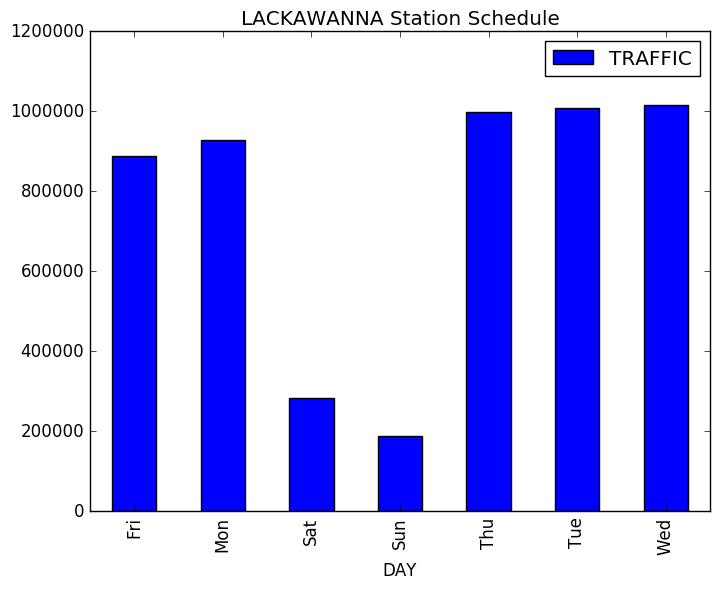 LACKAWANNA Station Schedule
1200000
TRAFFIC
1000000
800000
600000
400000
200000
0
Fri
Mon
Sat
Sun
Thu
Tue
Wed
DAY